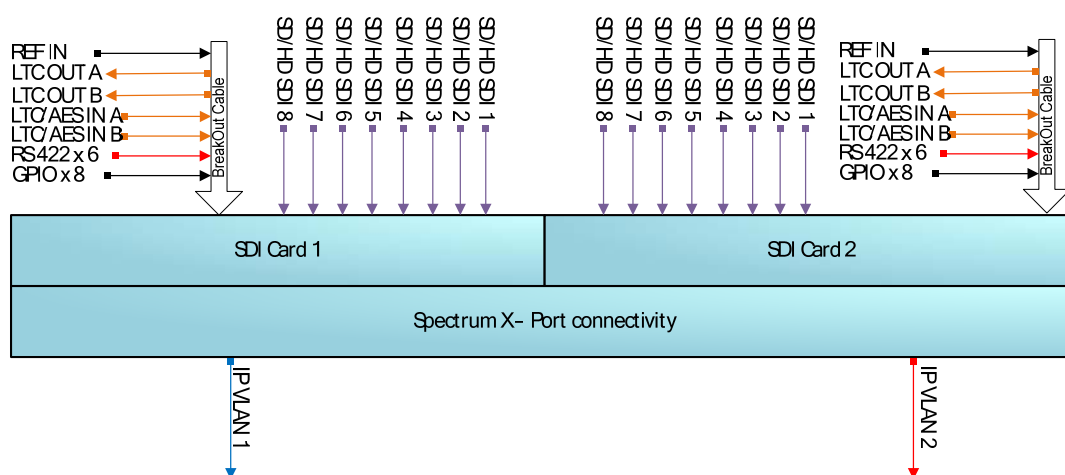 REF IN
LTC OUT A
LTC OUT B
LTC/AES IN A
LTC/AES IN B
RS422 x 6
GPIO x 8
BreakOut Cable
SD/HD SDI 8
SD/HD SDI 7
SD/HD SDI 6
SD/HD SDI 5
SD/HD SDI 4
SD/HD SDI 3
SD/HD SDI 2
SD/HD SDI 1
SD/HD SDI 8
SD/HD SDI 7
SD/HD SDI 6
SD/HD SDI 5
SD/HD SDI 4
SD/HD SDI 3
SD/HD SDI 2
SD/HD SDI 1
REF IN
LTC OUT A
LTC OUT B
LTC/AES IN A
LTC/AES IN B
RS422 x 6
GPIO x 8
BreakOut Cable
SDI Card 1
SDI Card 2
Spectrum X – Port connectivity
IP VLAN 1
IP VLAN 2